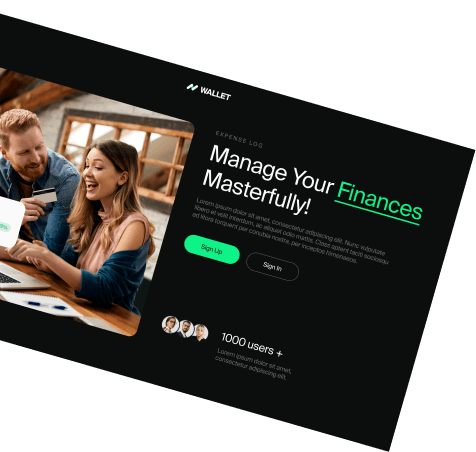 WALLET
EXPENSE LOG
Manage Your Finances
Masterfully!
Lorem ipsum dolor sit amet, consectetur adipiscing elit. Nunc vulputate
libero et velit interdum, ac aliquet odio mattis. Class aptent taciti sociosqu
ad litora torquent per conubia nostra, per inceptos himenaeos.
Sign Up
Sign In
1000 users +
Lorem ipsum dolor sit amet,
consectetur adipiscing elit.